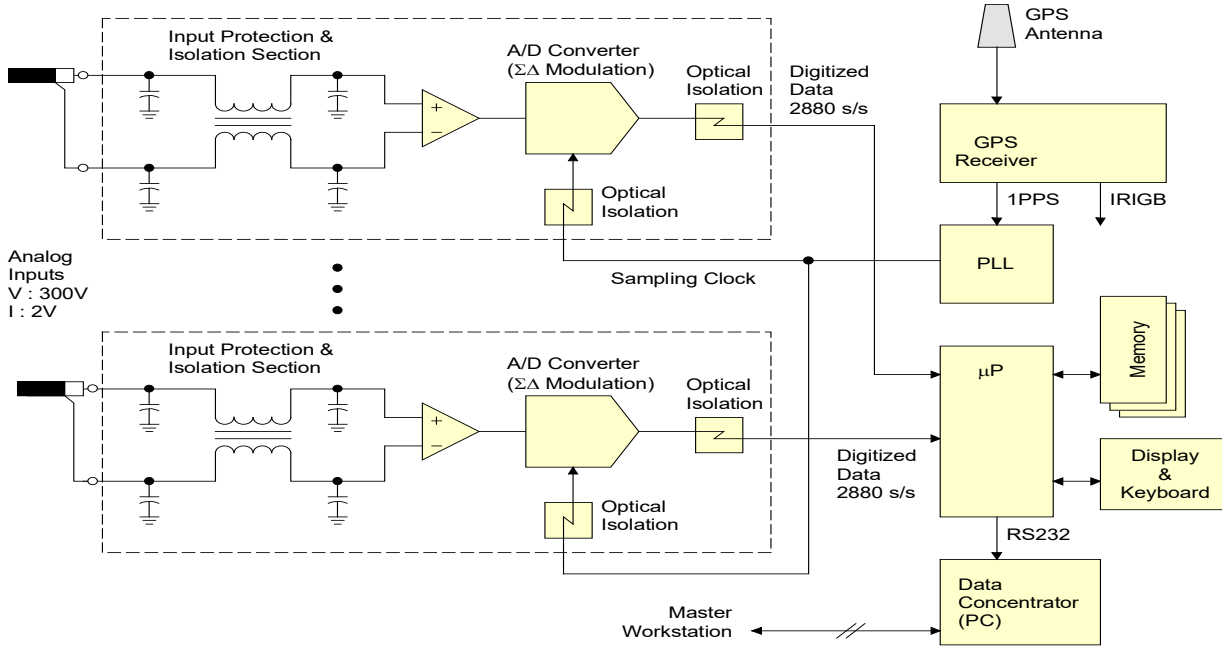 Input Protection &
Isolation Section
A/D Converter
(ΣΔ Modulation)
Optical
Isolation
Digitized
Data
2880 s/s
GPS
Antenna
GPS
Receiver
1PPS
IRIGB
Optical
Isolation
PLL
Sampling Clock
Analog
Inputs
V : 300V
I : 2V
Input Protection &
Isolation Section
A/D Converter
(ΣΔ Modulation)
Optical
Isolation
μP
Memory
Digitized
Data
2880 s/s
Display
&
Keyboard
Optical
Isolation
RS232
Data
Concentrator
(PC)
Master
Workstation